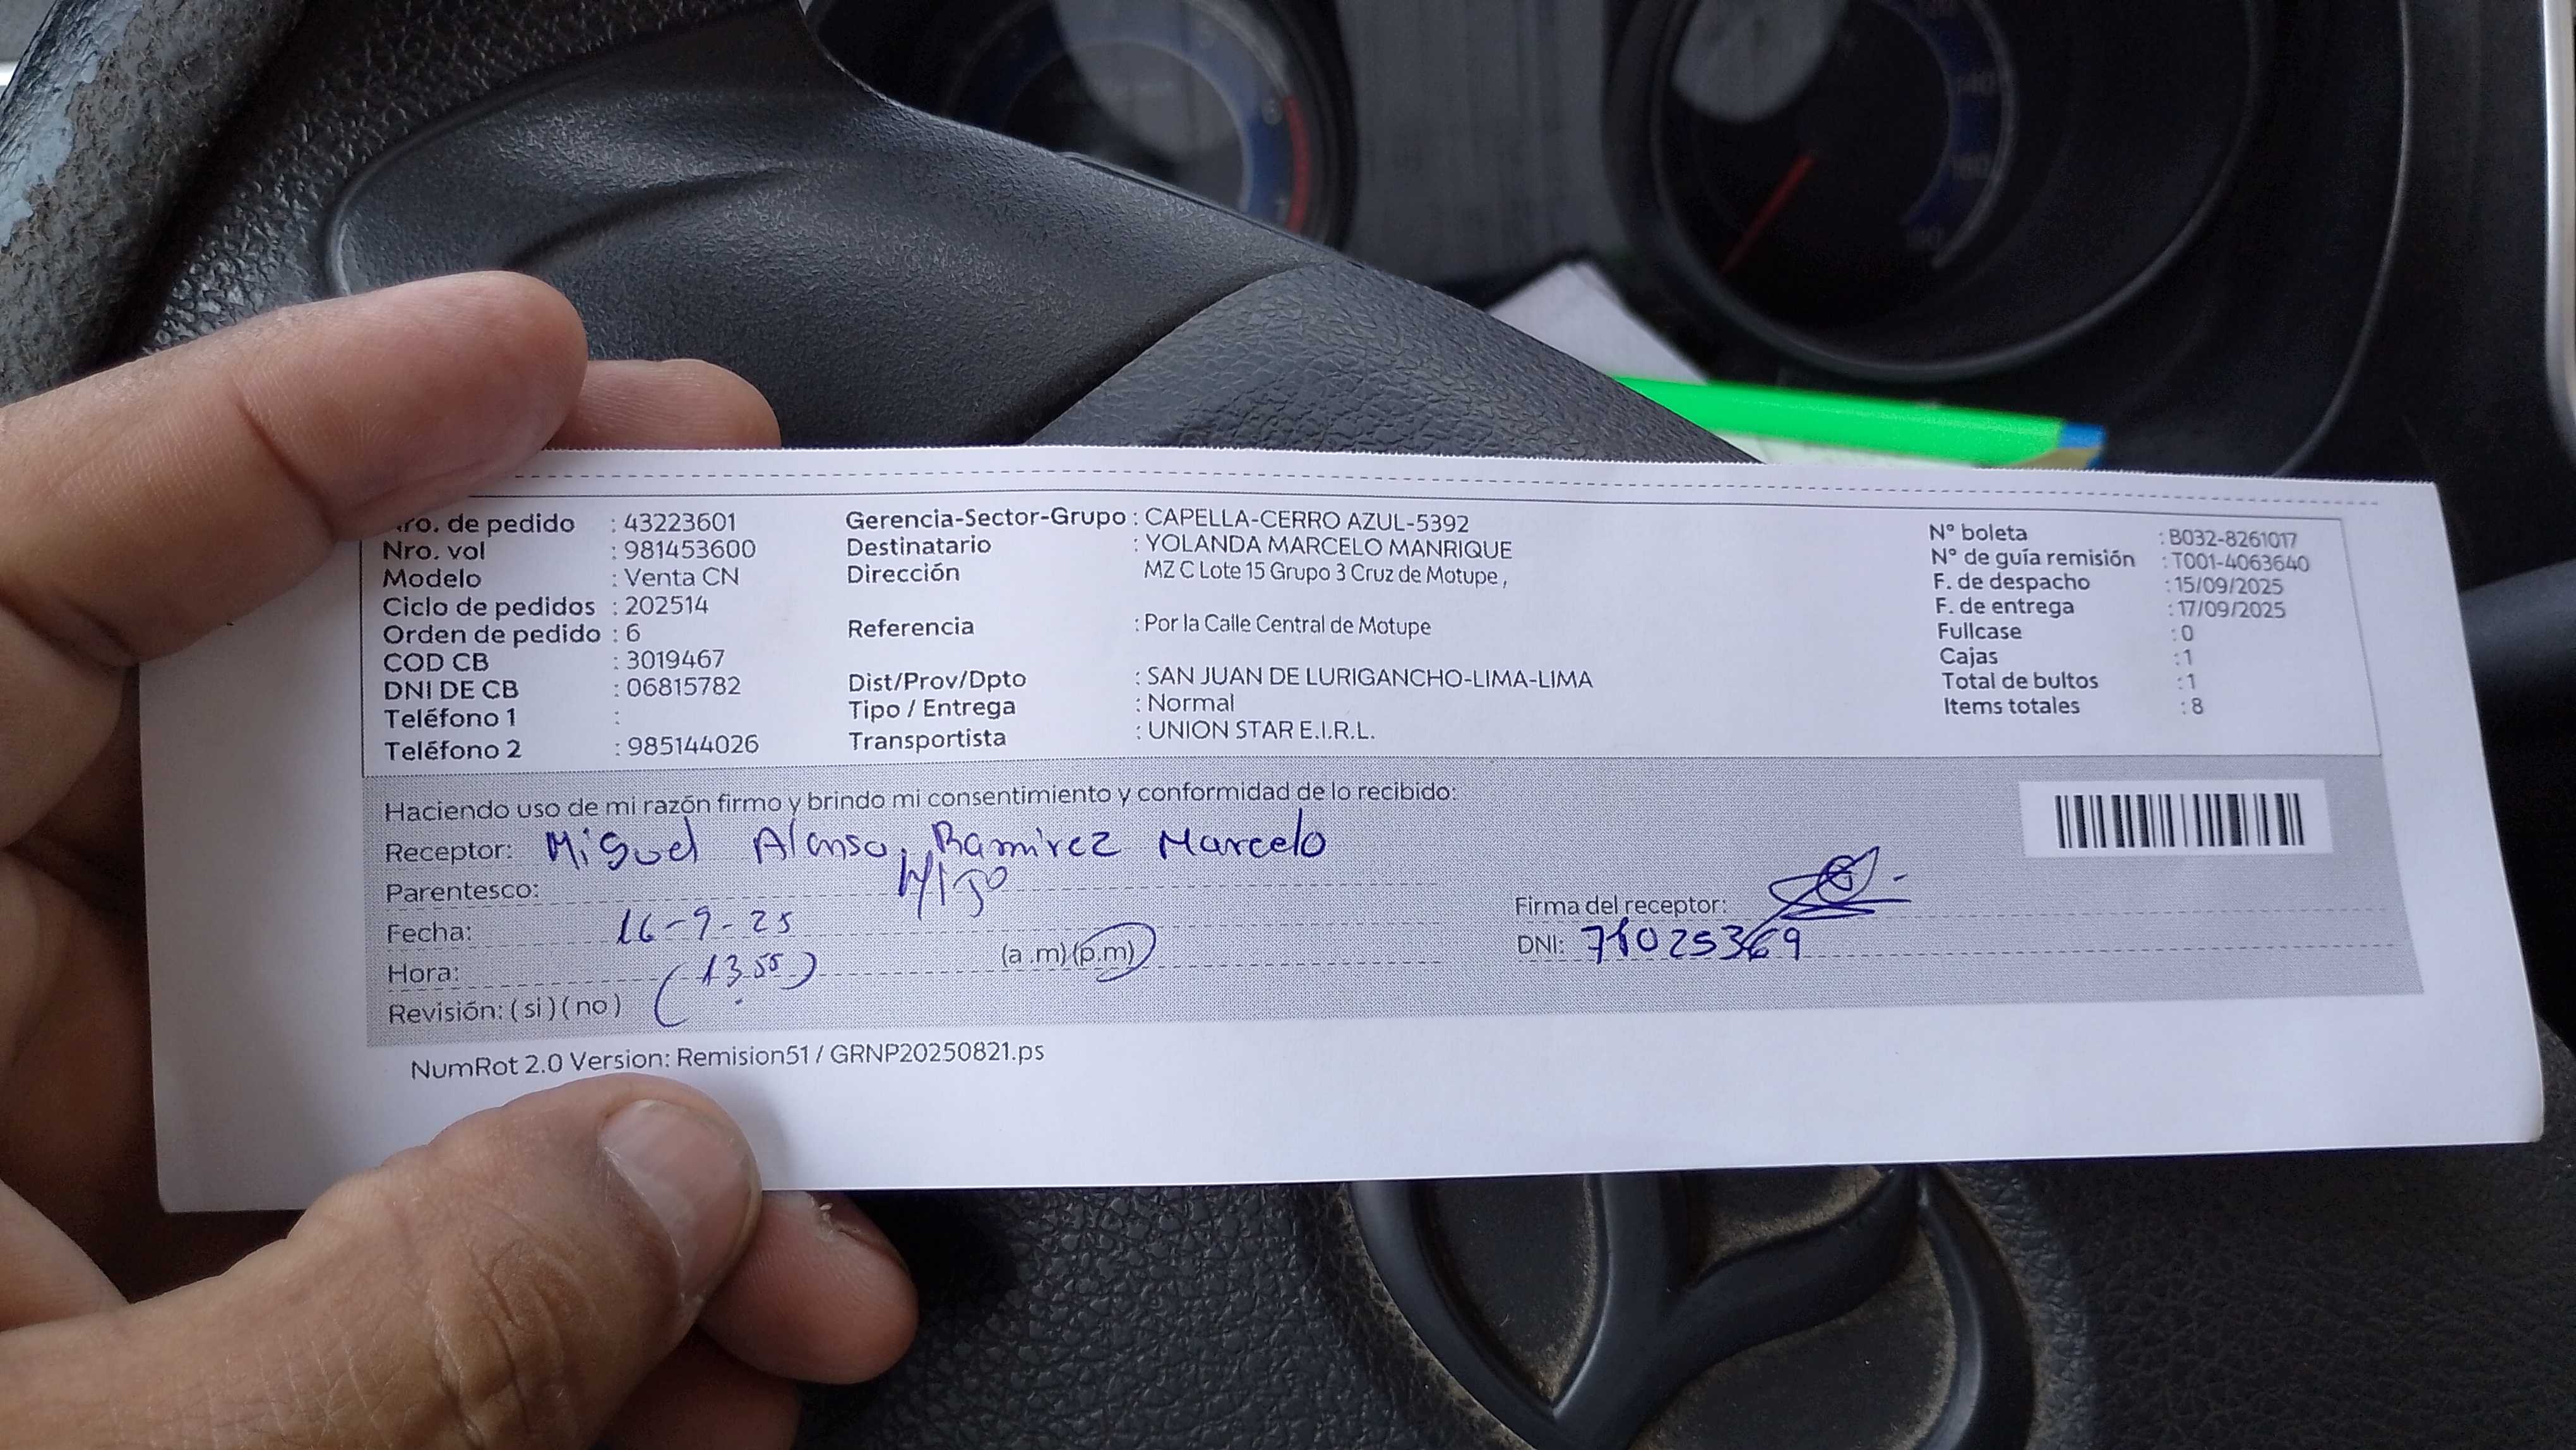 ro. de pedido : 43223601
Nro. vol : 981453600
Modelo : Venta CN
Ciclo de pedidos : 202514
Orden de pedido : 6
COD CB : 3019467
DNI DE CB : 06815782
Teléfono 1 :
Teléfono 2 : 985144026
Gerencia-Sector-Grupo : CAPELLA-CERRO AZUL-5392
Destinatario : YOLANDA MARCELO MANRIQUE
Dirección MZ C Lote 15 Grupo 3 Cruz de Motupe ,
Referencia : Por la Calle Central de Motupe
Dist/Prov/Dpto : SAN JUAN DE LURIGANCHO-LIMA-LIMA
Tipo / Entrega : Normal
Transportista : UNION STAR E.I.R.L.
N° boleta : B032-8261017
N° de guía remisión : T001-4063640
F. de despacho : 15/09/2025
F. de entrega : 17/09/2025
Fullcase : 0
Cajas : 1
Total de bultos : 1
Items totales : 8
Haciendo uso de mi razón firmo y brindo mi consentimiento y conformidad de lo recibido:
Receptor: Miguel Alonso Ramirez Marcelo
Parentesco: Hijo
Fecha: 16-9-25
Hora: (13.55) (a .m) (p.m)
Revisión: ( si ) ( no )
Firma del receptor:
DNI: 71025369
NumRot 2.0 Version: Remision51 / GRNP20250821.ps